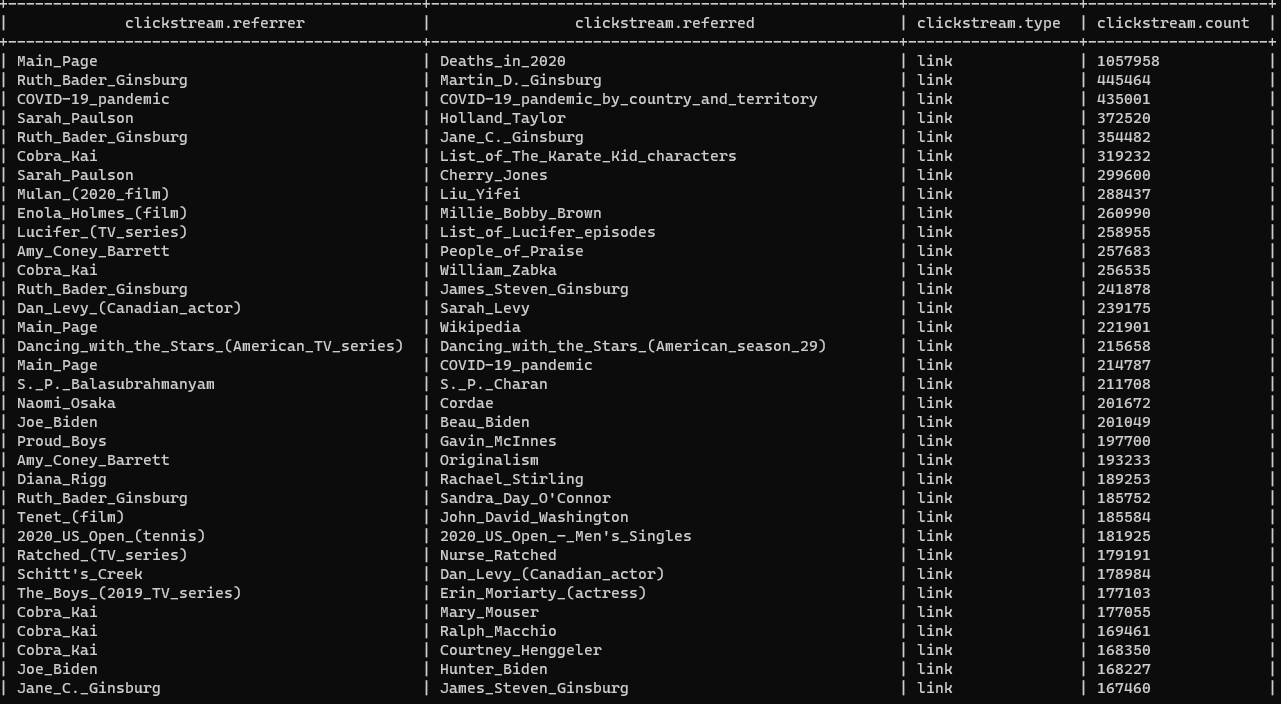 | clickstream.referrer | clickstream.referred | clickstream.type | clickstream.count |
| Main_Page | Deaths_in_2020 | link | 1057958 |
| Ruth_Bader_Ginsburg | Martin_D._Ginsburg | link | 445464 |
| COVID-19_pandemic | COVID-19_pandemic_by_country_and_territory | link | 435001 |
| Sarah_Paulson | Holland_Taylor | link | 372520 |
| Ruth_Bader_Ginsburg | Jane_C._Ginsburg | link | 354482 |
| Cobra_Kai | List_of_The_Karate_Kid_characters | link | 319232 |
| Sarah_Paulson | Cherry_Jones | link | 299600 |
| Mulan_(2020_film) | Liu_Yifei | link | 288437 |
| Enola_Holmes_(film) | Millie_Bobby_Brown | link | 260990 |
| Lucifer_(TV_series) | List_of_Lucifer_episodes | link | 258955 |
| Amy_Coney_Barrett | People_of_Praise | link | 257683 |
| Cobra_Kai | William_Zabka | link | 256535 |
| Ruth_Bader_Ginsburg | James_Steven_Ginsburg | link | 241878 |
| Dan_Levy_(Canadian_actor) | Sarah_Levy | link | 239175 |
| Main_Page | Wikipedia | link | 221901 |
| Dancing_with_the_Stars_(American_TV_series) | Dancing_with_the_Stars_(American_season_29) | link | 215658 |
| Main_Page | COVID-19_pandemic | link | 214787 |
| S._P._Balasubrahmanyam | S._P._Charan | link | 211708 |
| Naomi_Osaka | Cordae | link | 201672 |
| Joe_Biden | Beau_Biden | link | 201049 |
| Proud_Boys | Gavin_McInnes | link | 197700 |
| Amy_Coney_Barrett | Originalism | link | 193233 |
| Diana_Rigg | Rachael_Stirling | link | 189253 |
| Ruth_Bader_Ginsburg | Sandra_Day_O'Connor | link | 185752 |
| Tenet_(film) | John_David_Washington | link | 185584 |
| 2020_US_Open_(tennis) | 2020_US_Open_–_Men's_Singles | link | 181925 |
| Ratched_(TV_series) | Nurse_Ratched | link | 179191 |
| Schitt's_Creek | Dan_Levy_(Canadian_actor) | link | 178984 |
| The_Boys_(2019_TV_series) | Erin_Moriarty_(actress) | link | 177103 |
| Cobra_Kai | Mary_Mouser | link | 177055 |
| Cobra_Kai | Ralph_Macchio | link | 169461 |
| Cobra_Kai | Courtney_Henggeler | link | 168350 |
| Joe_Biden | Hunter_Biden | link | 168227 |
| Jane_C._Ginsburg | James_Steven_Ginsburg | link | 167460 |